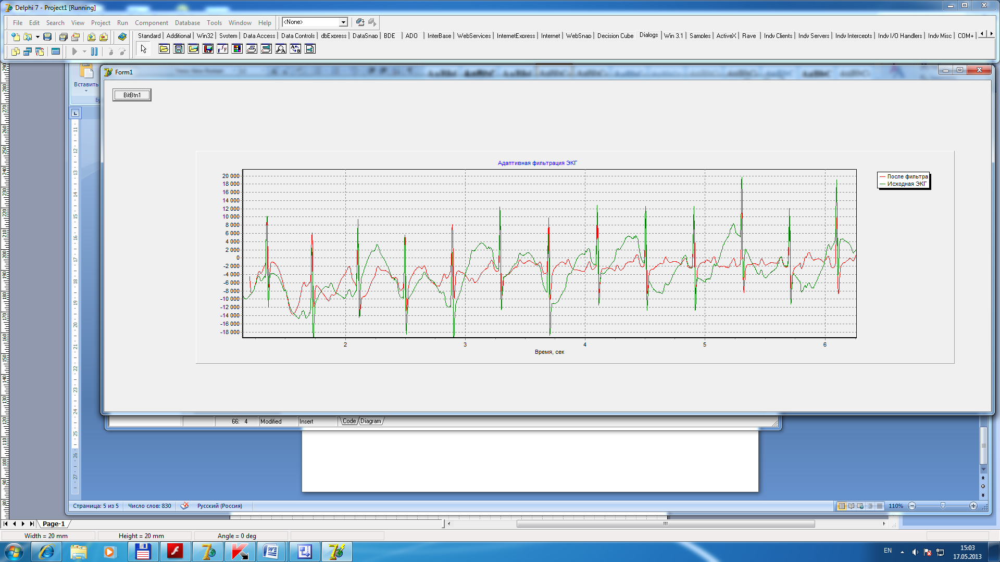 Delphi 7 - Project1 [Running]
File Edit Search View Project Run Component Database Tools Window Help <None>
Standard Additional Win32 System Data Access Data Controls dbExpress DataSnap BDE ADO InterBase WebServices InternetExpress Internet WebSnap Decision Cube Dialogs Win 3.1 Samples ActiveX Rave Indy Clients Indy Servers Indy Intercepts Indy I/O Handlers Indy Misc COM+
Form1
Вставить
BitBtn1
Адаптивная фильтрация ЭКГ
После фильтра
Исходная ЭКГ
20 000
18 000
16 000
14 000
12 000
10 000
8 000
6 000
4 000
2 000
0
-2 000
-4 000
-6 000
-8 000
-10 000
-12 000
-14 000
-16 000
-18 000
2 3 4 5 6
Время, сек
66: 4 Modified Insert Code Diagram
Страница: 5 из 5 Число слов: 830 Русский (Россия) 110%
Page-1
Width = 20 mm Height = 20 mm Angle = 0 deg
EN 15:03
17.05.2013